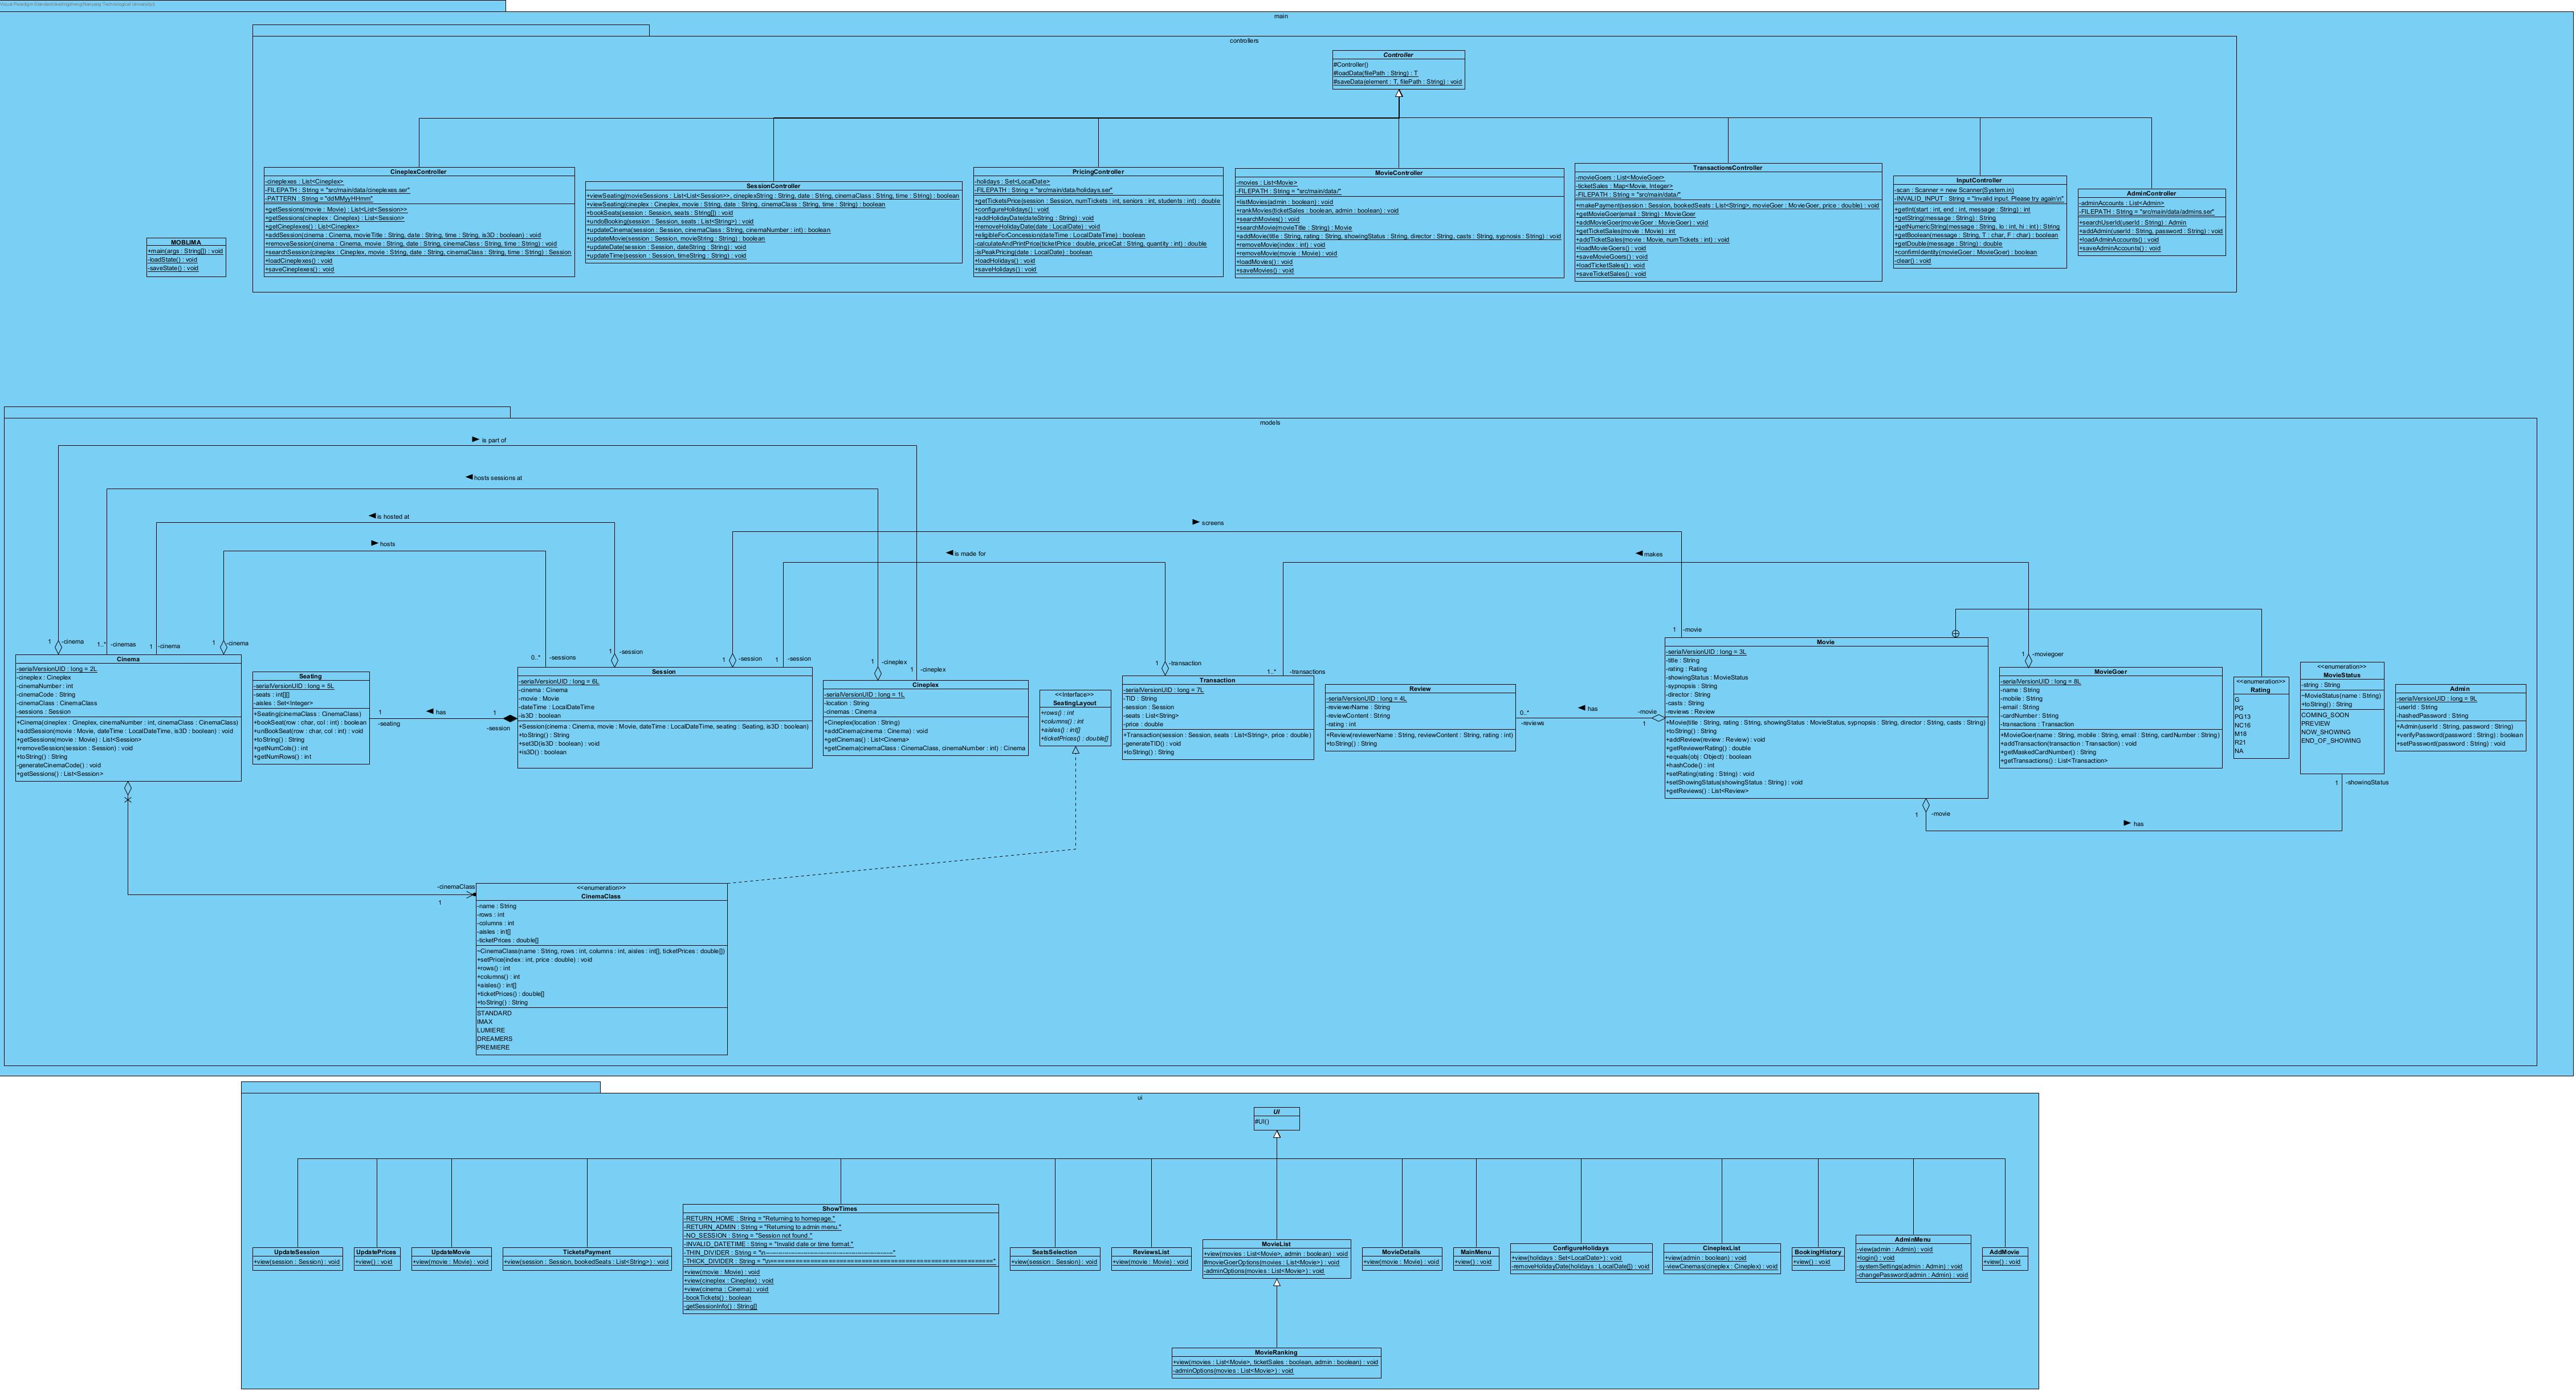 Visual Paradigm Standard(Nanyang Technological University)
main
controllers
Controller
#Controller()
#loadData(filePath : String) : T
#saveData(element : T, filePath : String) : void
MOBLIMA
+main(args : String[]) : void
-loadState() : void
-saveState() : void
CineplexController
-cineplexes : List<Cineplex>
-FILEPATH : String = "src/main/data/cineplexes.ser"
-PATTERN : String = "ddMMyyHHmm"
+getSessions(movie : Movie) : List<List<Session>>
+getSessions(cineplex : Cineplex) : List<Session>
+getCineplexes() : List<Cineplex>
+addSession(cinema : Cinema, movieTitle : String, date : String, time : String, is3D : boolean) : void
+removeSession(cinema : Cinema, movie : String, date : String, cinemaClass : String, time : String) : void
+searchSession(cineplex : Cineplex, movie : String, date : String, cinemaClass : String, time : String) : Session
+loadCineplexes() : void
+saveCineplexes() : void
SessionController
+viewSeating(movieSessions : List<List<Session>>, cineplexString : String, date : String, cinemaClass : String, time : String) : boolean
+viewSeating(cineplex : Cineplex, movie : String, date : String, cinemaClass : String, time : String) : boolean
+bookSeats(session : Session, seats : String[]) : void
+undoBooking(session : Session, seats : List<String>) : void
+updateCinema(session : Session, cinemaClass : String, cinemaNumber : int) : boolean
+updateMovie(session : Session, movieString : String) : boolean
+updateDate(session : Session, dateString : String) : void
+updateTime(session : Session, timeString : String) : void
PricingController
-holidays : Set<LocalDate>
-FILEPATH : String = "src/main/data/holidays.ser"
+getTicketsPrice(session : Session, numTickets : int, seniors : int, students : int) : double
+configureHolidays() : void
+addHolidayDate(dateString : String) : void
+removeHolidayDate(date : LocalDate) : void
+eligibleForConcession(dateTime : LocalDateTime) : boolean
-calculateAndPrintPrice(ticketPrice : double, priceCat : String, quantity : int) : double
-isPeakPricing(date : LocalDate) : boolean
+loadHolidays() : void
+saveHolidays() : void
MovieController
-movies : List<Movie>
-FILEPATH : String = "src/main/data/"
+listMovies(admin : boolean) : void
+rankMovies(ticketSales : boolean, admin : boolean) : void
+searchMovies() : void
+searchMovie(movieTitle : String) : Movie
+addMovie(title : String, rating : String, showingStatus : String, director : String, casts : String, sypnosis : String) : void
+removeMovie(index : int) : void
+removeMovie(movie : Movie) : void
+loadMovies() : void
+saveMovies() : void
TransactionsController
-movieGoers : List<MovieGoer>
-ticketSales : Map<Movie, Integer>
-FILEPATH : String = "src/main/data/"
+makePayment(session : Session, bookedSeats : List<String>, movieGoer : MovieGoer, price : double) : void
+getMovieGoer(email : String) : MovieGoer
+addMovieGoer(movieGoer : MovieGoer) : void
+getTicketSales(movie : Movie) : int
+addTicketSales(movie : Movie, numTickets : int) : void
+loadMovieGoers() : void
+saveMovieGoers() : void
+loadTicketSales() : void
+saveTicketSales() : void
InputController
-scan : Scanner = new Scanner(System.in)
-INVALID_INPUT : String = "Invalid input. Please try again\n"
+getInt(start : int, end : int, message : String) : int
+getString(message : String) : String
+getNumericString(message : String, lo : int, hi : int) : String
+getBoolean(message : String, T : char, F : char) : boolean
+getDouble(message : String) : double
+confirmIdentity(movieGoer : MovieGoer) : boolean
-clear() : void
AdminController
-adminAccounts : List<Admin>
-FILEPATH : String = "src/main/data/admins.ser"
+searchUserId(userId : String) : Admin
+addAdmin(userId : String, password : String) : void
+loadAdminAccounts() : void
+saveAdminAccounts() : void
models
is part of
hosts sessions at
is hosted at
hosts
screens
is made for
makes
1 -cinema
1..* -cinemas
1 -cinema
1 -cinema
0..* -sessions
1 -session
1 -session
1 -session
1 -cineplex
1 -cineplex
1 -transaction
1..* -transactions
1 -movie
1 -moviegoer
Cinema
-serialVersionUID : long = 2L
-cineplex : Cineplex
-cinemaNumber : int
-cinemaCode : String
-cinemaClass : CinemaClass
-sessions : Session
+Cinema(cineplex : Cineplex, cinemaNumber : int, cinemaClass : CinemaClass)
+addSession(movie : Movie, dateTime : LocalDateTime, is3D : boolean) : void
+getSessions(movie : Movie) : List<Session>
+removeSession(session : Session) : void
+toString() : String
-generateCinemaCode() : void
+getSessions() : List<Session>
Seating
-serialVersionUID : long = 5L
-seats : int[][]
-aisles : Set<Integer>
+Seating(cinemaClass : CinemaClass)
+bookSeat(row : char, col : int) : boolean
+unBookSeat(row : char, col : int) : void
+toString() : String
+getNumCols() : int
+getNumRows() : int
1 has 1
-seating -session
Session
-serialVersionUID : long = 6L
-cinema : Cinema
-movie : Movie
-dateTime : LocalDateTime
-is3D : boolean
+Session(cinema : Cinema, movie : Movie, dateTime : LocalDateTime, seating : Seating, is3D : boolean)
+toString() : String
+set3D(is3D : boolean) : void
+is3D() : boolean
Cineplex
-serialVersionUID : long = 1L
-location : String
-cinemas : Cinema
+Cineplex(location : String)
+addCinema(cinema : Cinema) : void
+getCinemas() : List<Cinema>
+getCinema(cinemaClass : CinemaClass, cinemaNumber : int) : Cinema
<<Interface>>
SeatingLayout
+rows() : int
+columns() : int
+aisles() : int[]
+ticketPrices() : double[]
Transaction
-serialVersionUID : long = 7L
-TID : String
-session : Session
-seats : List<String>
-price : double
+Transaction(session : Session, seats : List<String>, price : double)
-generateTID() : void
+toString() : String
Review
-serialVersionUID : long = 4L
-reviewerName : String
-reviewContent : String
-rating : int
+Review(reviewerName : String, reviewContent : String, rating : int)
+toString() : String
0..* has -movie
-reviews 1
Movie
-serialVersionUID : long = 3L
-title : String
-rating : Rating
-showingStatus : MovieStatus
-sypnopsis : String
-director : String
-casts : String
-reviews : Review
+Movie(title : String, rating : String, showingStatus : MovieStatus, sypnopsis : String, director : String, casts : String)
+toString() : String
+addReview(review : Review) : void
+getReviewerRating() : double
+equals(obj : Object) : boolean
+hashCode() : int
+setRating(rating : String) : void
+setShowingStatus(showingStatus : String) : void
+getReviews() : List<Review>
MovieGoer
-serialVersionUID : long = 8L
-name : String
-mobile : String
-email : String
-cardNumber : String
-transactions : Transaction
+MovieGoer(name : String, mobile : String, email : String, cardNumber : String)
+addTransaction(transaction : Transaction) : void
+getMaskedCardNumber() : String
+getTransactions() : List<Transaction>
<<enumeration>>
Rating
G
PG
PG13
NC16
M18
R21
NA
<<enumeration>>
MovieStatus
-string : String
~MovieStatus(name : String)
+toString() : String
COMING_SOON
PREVIEW
NOW_SHOWING
END_OF_SHOWING
Admin
-serialVersionUID : long = 9L
-userId : String
-hashedPassword : String
+Admin(userId : String, password : String)
+verifyPassword(password : String) : boolean
+setPassword(password : String) : void
1 -showingStatus
1 -movie
has
-cinemaClass
1
<<enumeration>>
CinemaClass
-name : String
-rows : int
-columns : int
-aisles : int[]
-ticketPrices : double[]
~CinemaClass(name : String, rows : int, columns : int, aisles : int[], ticketPrices : double[])
+setPrice(index : int, price : double) : void
+rows() : int
+columns() : int
+aisles() : int[]
+ticketPrices() : double[]
+toString() : String
STANDARD
IMAX
LUMIERE
DREAMERS
PREMIERE
ui
UI
#UI()
UpdateSession
+view(session : Session) : void
UpdatePrices
+view() : void
UpdateMovie
+view(movie : Movie) : void
TicketsPayment
+view(session : Session, bookedSeats : List<String>) : void
ShowTimes
-RETURN_HOME : String = "Returning to homepage."
-RETURN_ADMIN : String = "Returning to admin menu."
-NO_SESSION : String = "Session not found."
-INVALID_DATETIME : String = "Invalid date or time format."
-THIN_DIVIDER : String = "\n----------------------------------------------------------"
-THICK_DIVIDER : String = "\n=========================================================="
+view(movie : Movie) : void
+view(cineplex : Cineplex) : void
+view(cinema : Cinema) : void
-bookTickets() : boolean
-getSessionInfo() : String[]
SeatsSelection
+view(session : Session) : void
ReviewsList
+view(movie : Movie) : void
MovieList
+view(movies : List<Movie>, admin : boolean) : void
#movieGoerOptions(movies : List<Movie>) : void
-adminOptions(movies : List<Movie>) : void
MovieDetails
+view(movie : Movie) : void
MainMenu
+view() : void
ConfigureHolidays
+view(holidays : Set<LocalDate>) : void
-removeHolidayDate(holidays : LocalDate[]) : void
CineplexList
+view(admin : boolean) : void
-viewCinemas(cineplex : Cineplex) : void
BookingHistory
+view() : void
AdminMenu
-view(admin : Admin) : void
+login() : void
-systemSettings(admin : Admin) : void
-changePassword(admin : Admin) : void
AddMovie
+view() : void
MovieRanking
+view(movies : List<Movie>, ticketSales : boolean, admin : boolean) : void
-adminOptions(movies : List<Movie>) : void